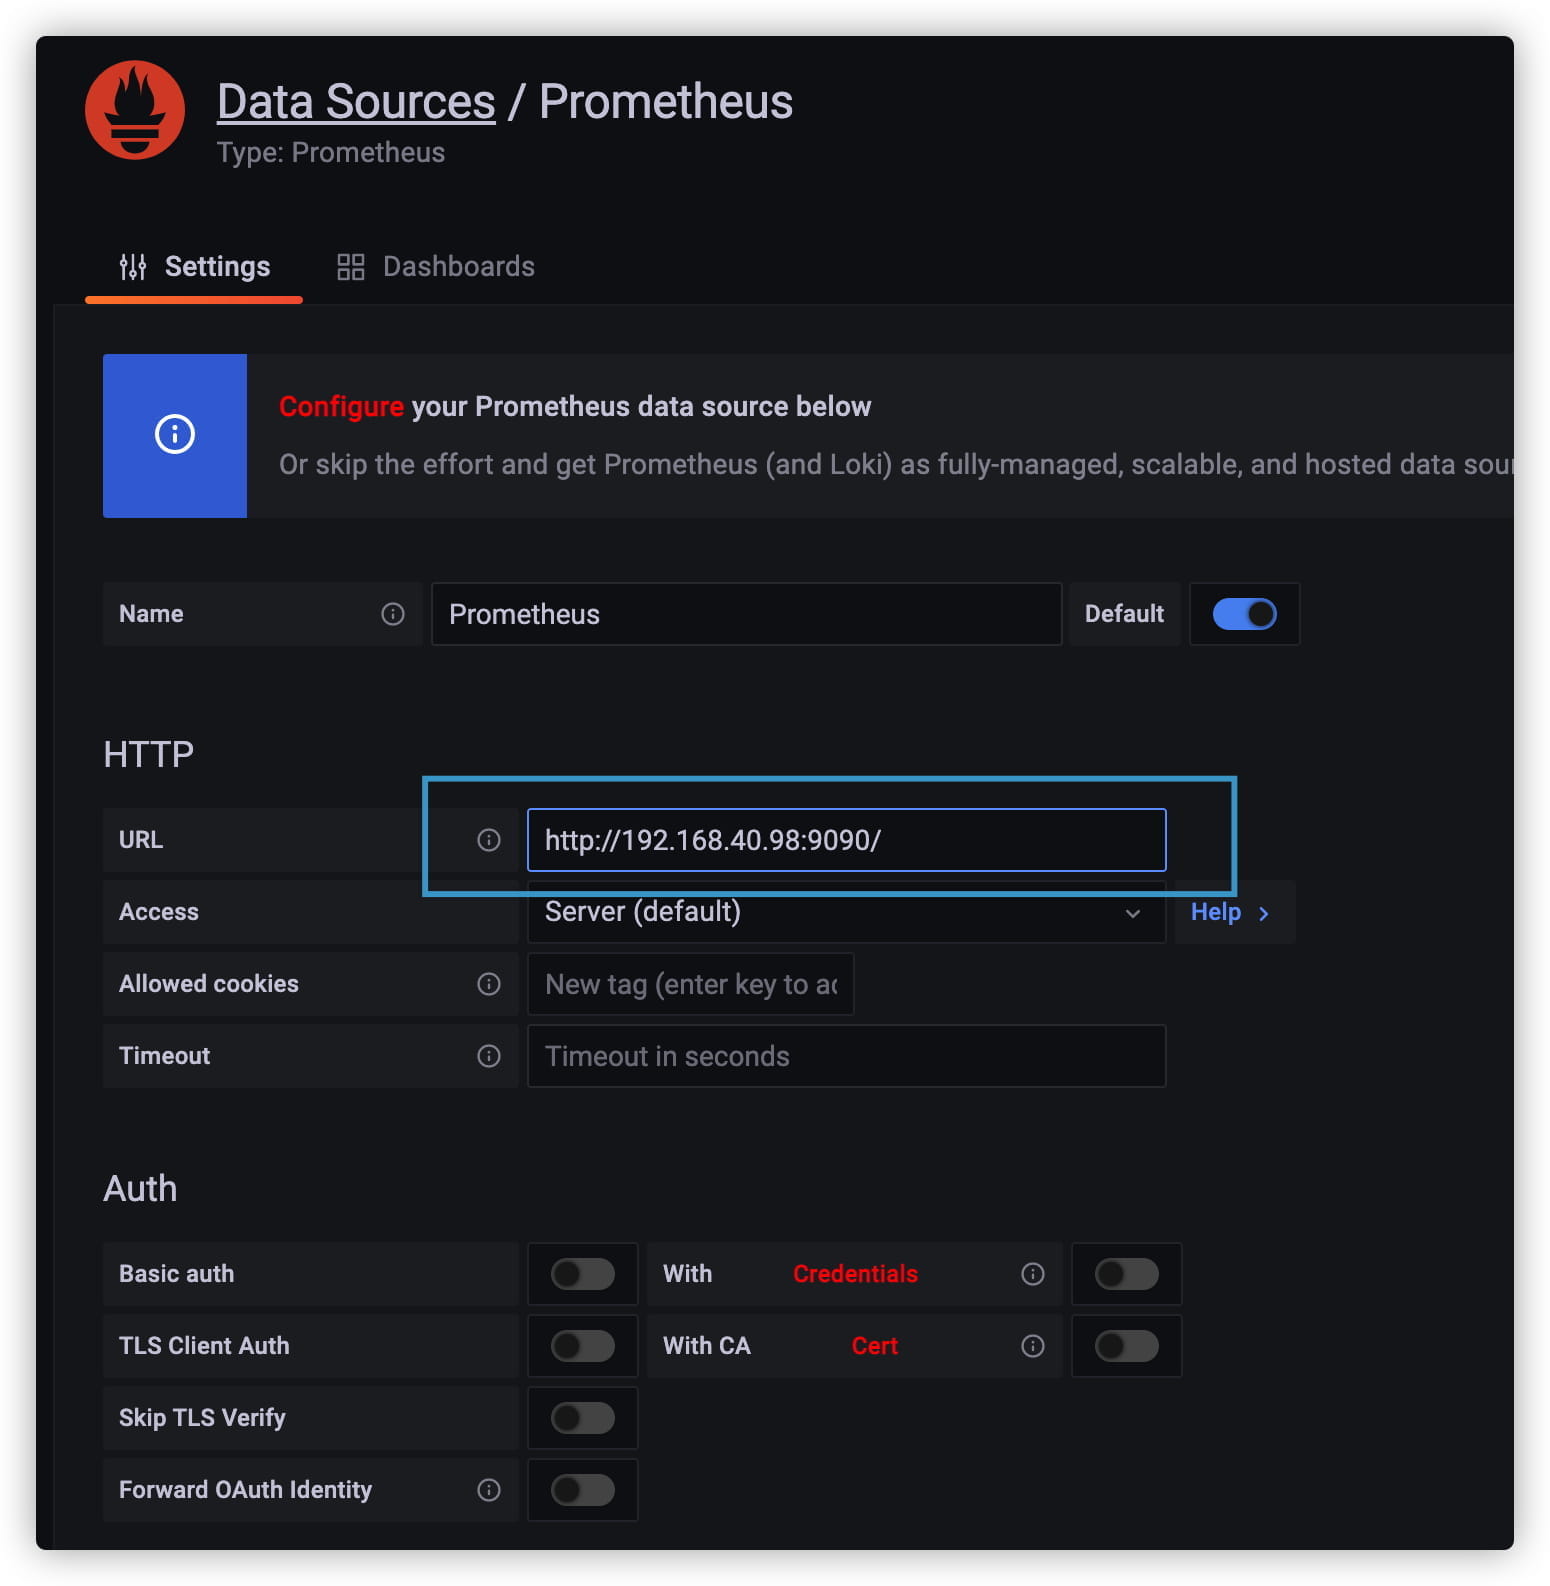 Data Sources / Prometheus
Type: Prometheus
Settings Dashboards
Configure your Prometheus data source below
Or skip the effort and get Prometheus (and Loki) as fully-managed, scalable, and hosted data sou
Name Prometheus Default
HTTP
URL http://192.168.40.98:9090/
Access Server (default) Help
Allowed cookies New tag (enter key to ad
Timeout Timeout in seconds
Auth
Basic auth With Credentials
TLS Client Auth With CA Cert
Skip TLS Verify
Forward OAuth Identity